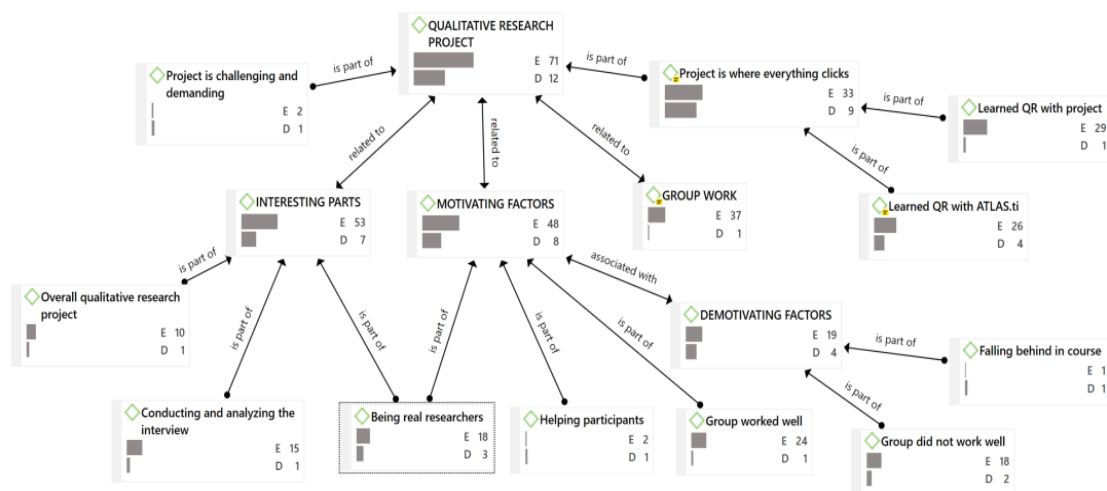 QUALITATIVE RESEARCH
PROJECT
E 71
D 12
is part of
Project is challenging and
demanding
E 2
D 1
is part of
Project is where everything clicks
E 33
D 9
is part of
Learned QR with project
E 29
D 1
is part of
Learned QR with ATLAS.ti
E 26
D 4
related to
related to
related to
INTERESTING PARTS
E 53
D 7
MOTIVATING FACTORS
E 48
D 8
GROUP WORK
E 37
D 1
is part of
Overall qualitative research
project
E 10
D 1
is part of
is part of
is part of
is part of
is part of
associated with
DEMOTIVATING FACTORS
E 19
D 4
is part of
Falling behind in course
E 1
D 1
is part of
Conducting and analyzing the
interview
E 15
D 1
Being real researchers
E 18
D 3
Helping participants
E 2
D 1
Group worked well
E 24
D 1
Group did not work well
E 18
D 2